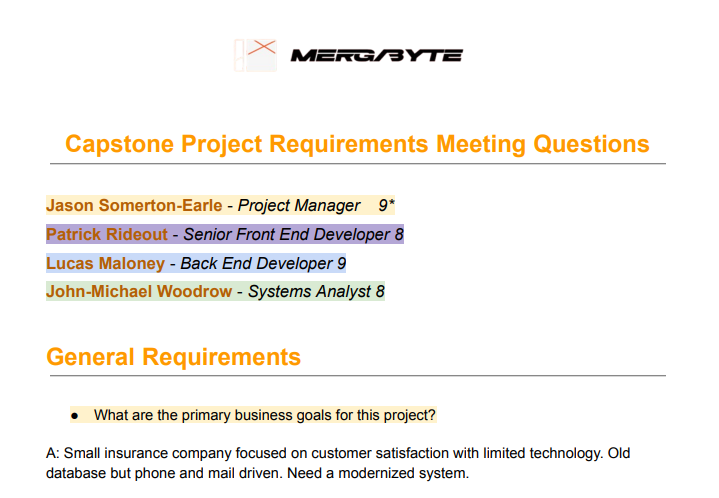 MERGABYTE
Capstone Project Requirements Meeting Questions
Jason Somerton-Earle - Project Manager 9*
Patrick Rideout - Senior Front End Developer 8
Lucas Maloney - Back End Developer 9
John-Michael Woodrow - Systems Analyst 8
General Requirements
● What are the primary business goals for this project?
A: Small insurance company focused on customer satisfaction with limited technology. Old
database but phone and mail driven. Need a modernized system.